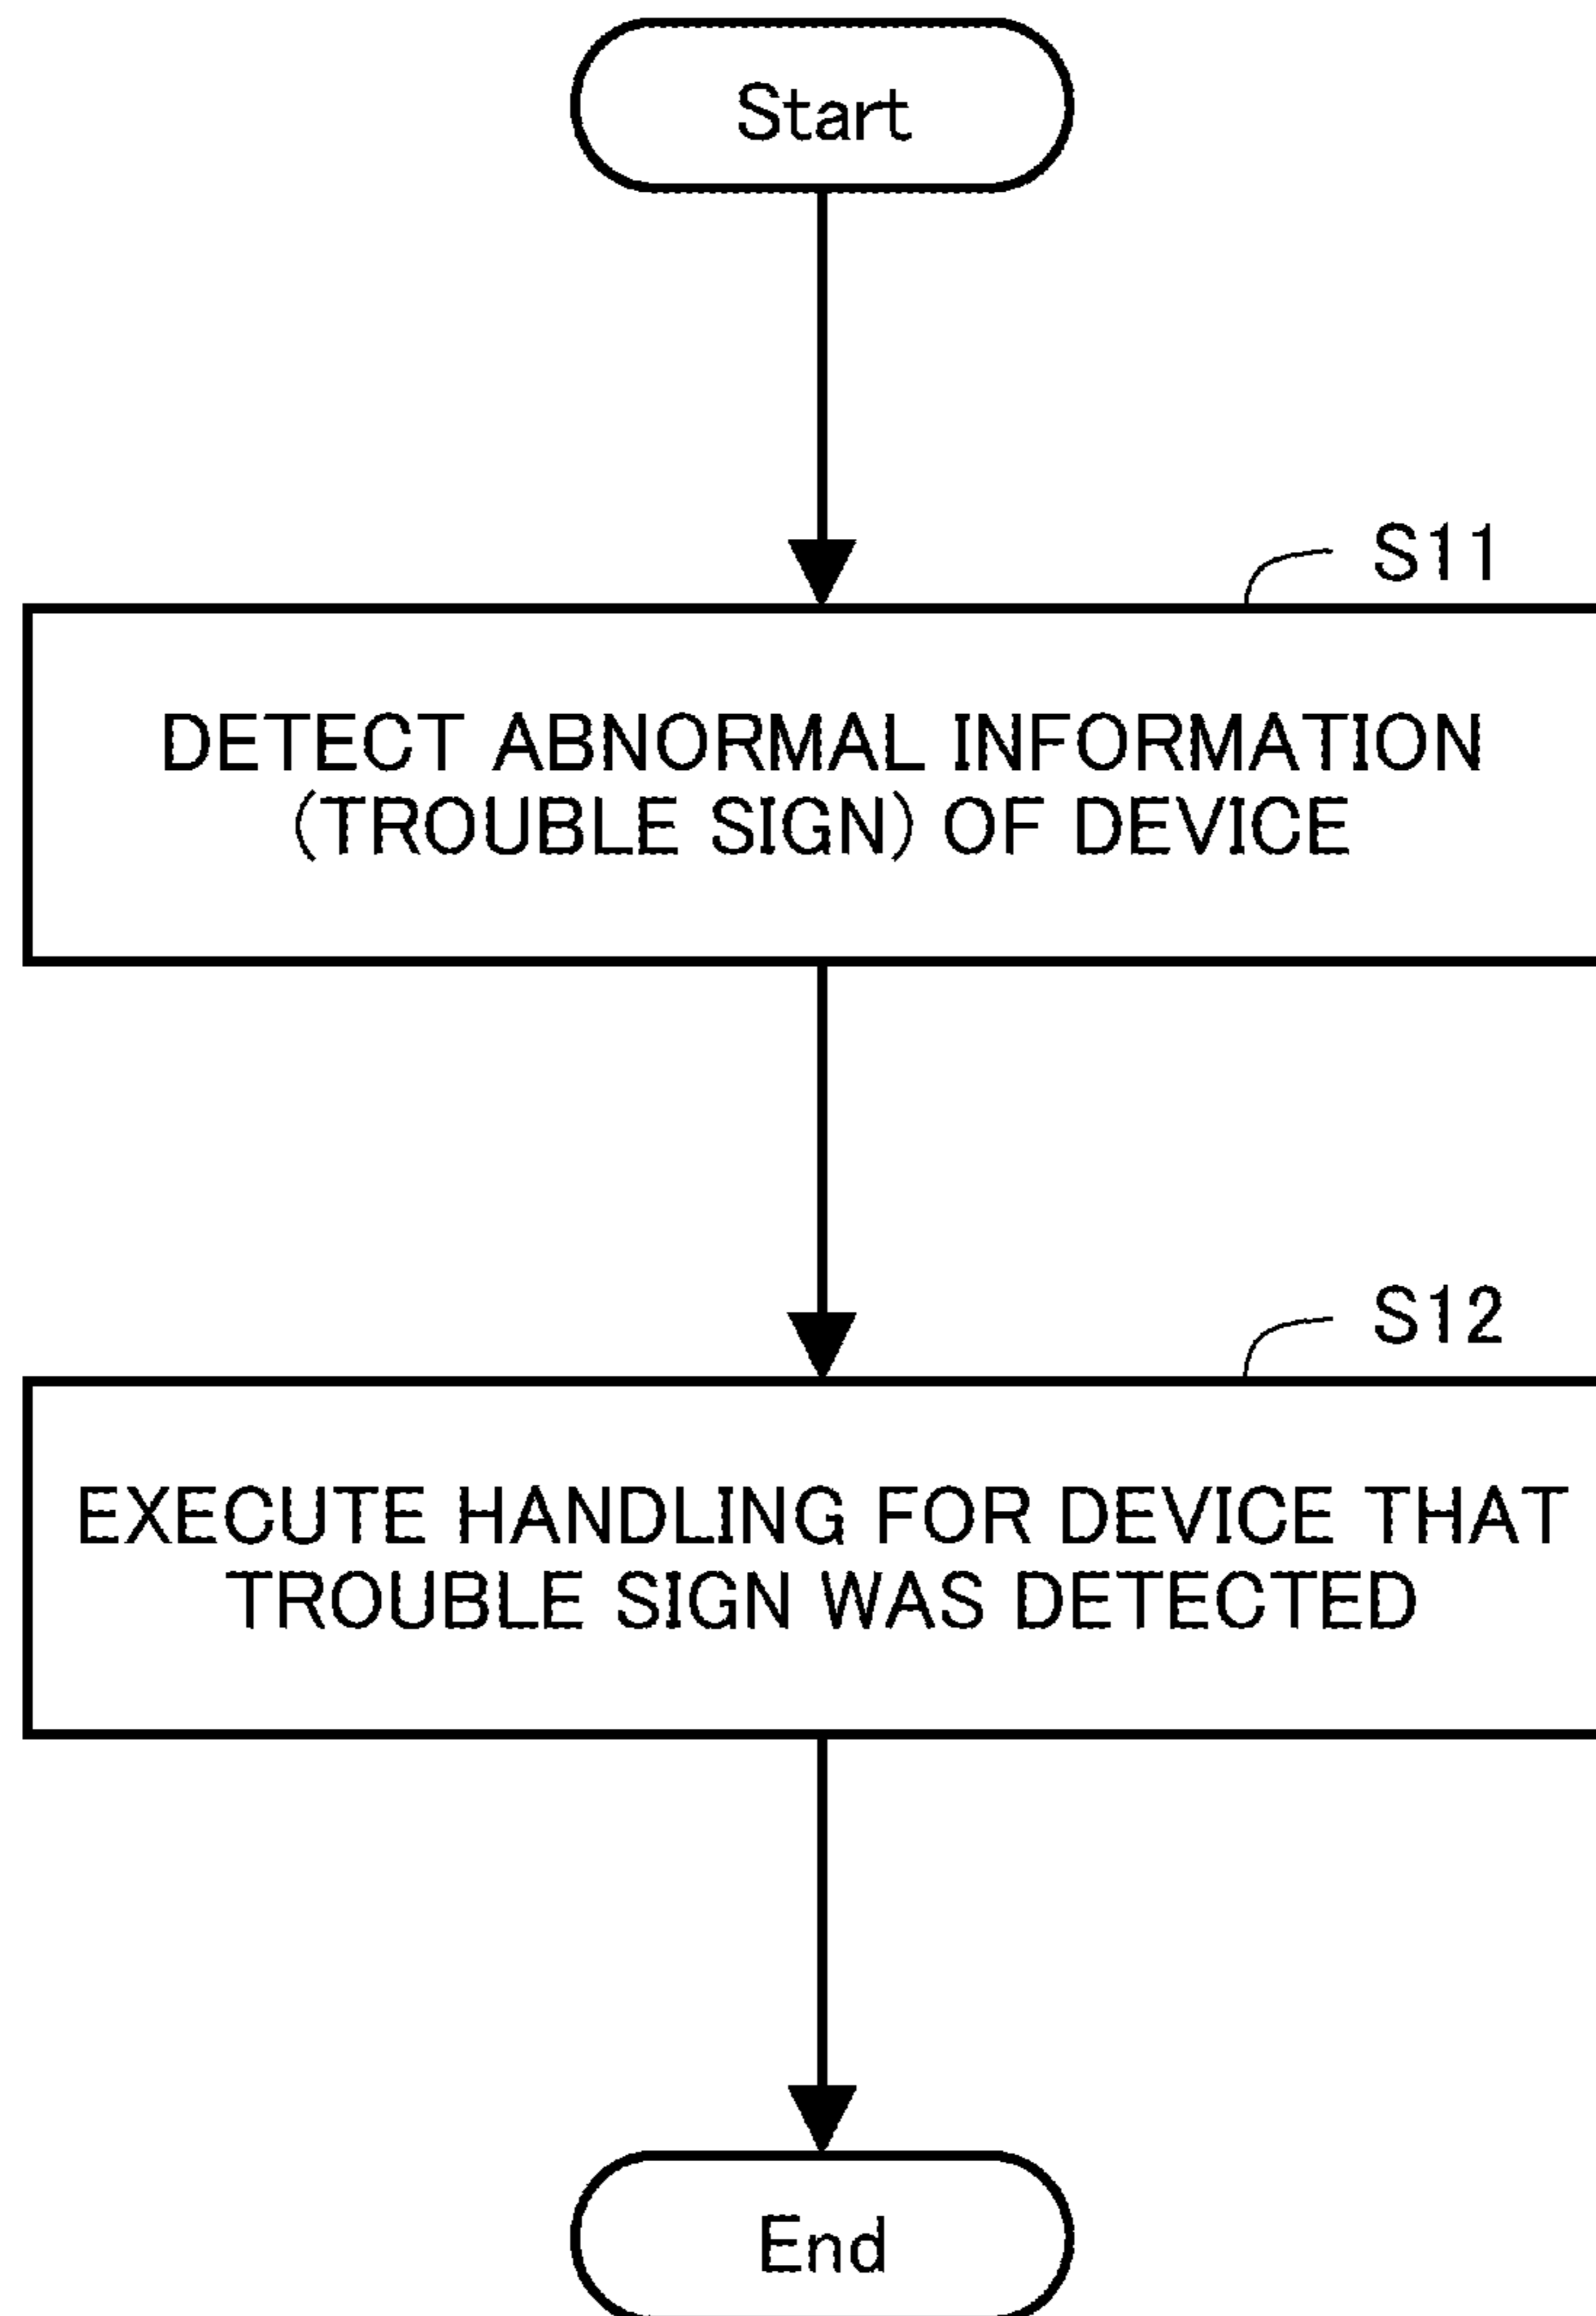 Start
S11
DETECT ABNORMAL INFORMATION
(TROUBLE SIGN) OF DEVICE
S12
EXECUTE HANDLING FOR DEVICE THAT
TROUBLE SIGN WAS DETECTED
End